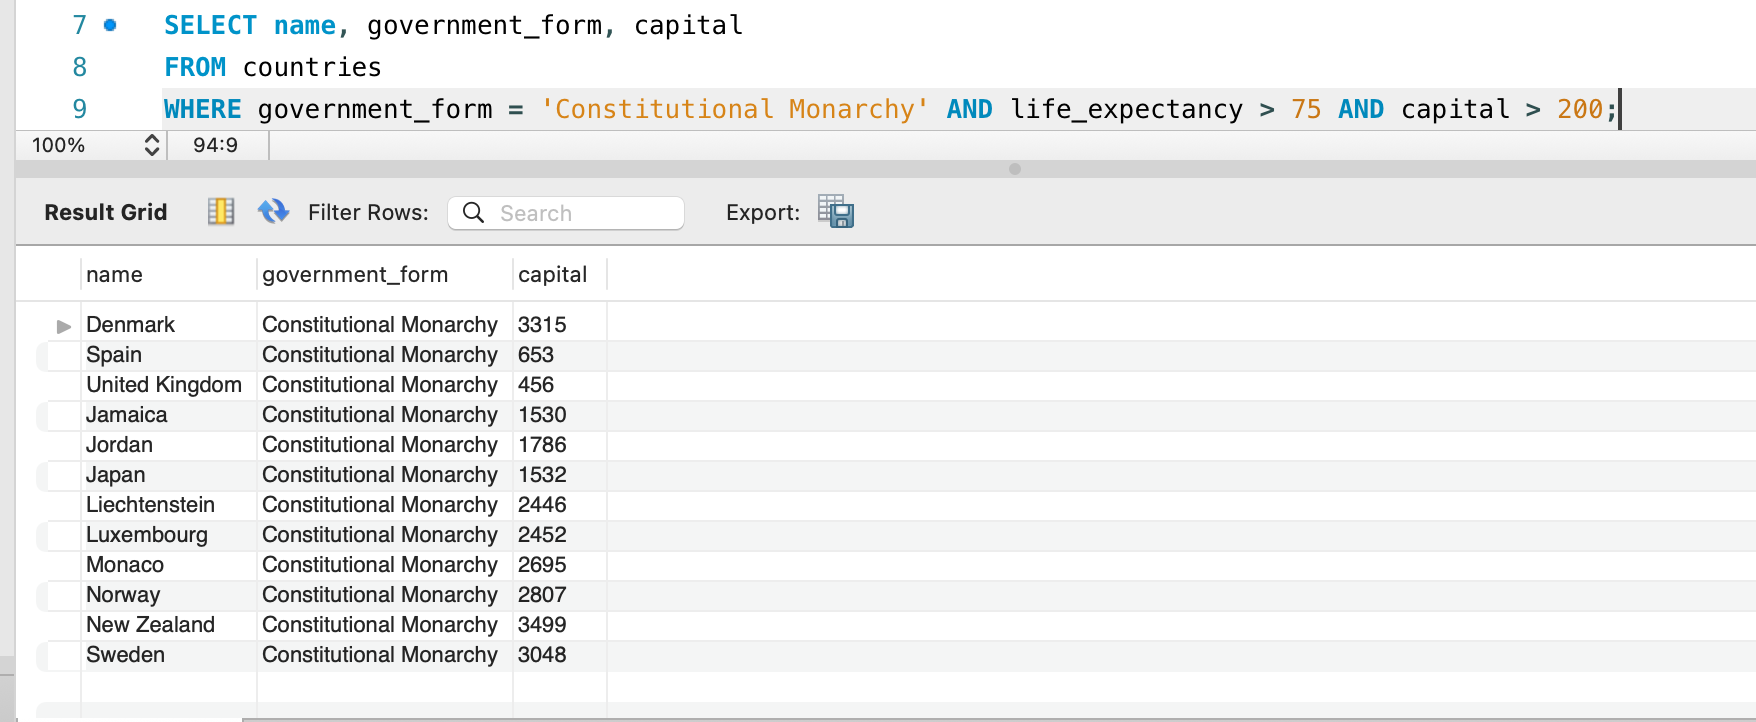 7 SELECT name, government_form, capital
8 FROM countries
9 WHERE government_form = 'Constitutional Monarchy' AND life_expectancy > 75 AND capital > 200;
100% 94:9
Result Grid Filter Rows: Search Export:
name government_form capital
Denmark Constitutional Monarchy 3315
Spain Constitutional Monarchy 653
United Kingdom Constitutional Monarchy 456
Jamaica Constitutional Monarchy 1530
Jordan Constitutional Monarchy 1786
Japan Constitutional Monarchy 1532
Liechtenstein Constitutional Monarchy 2446
Luxembourg Constitutional Monarchy 2452
Monaco Constitutional Monarchy 2695
Norway Constitutional Monarchy 2807
New Zealand Constitutional Monarchy 3499
Sweden Constitutional Monarchy 3048